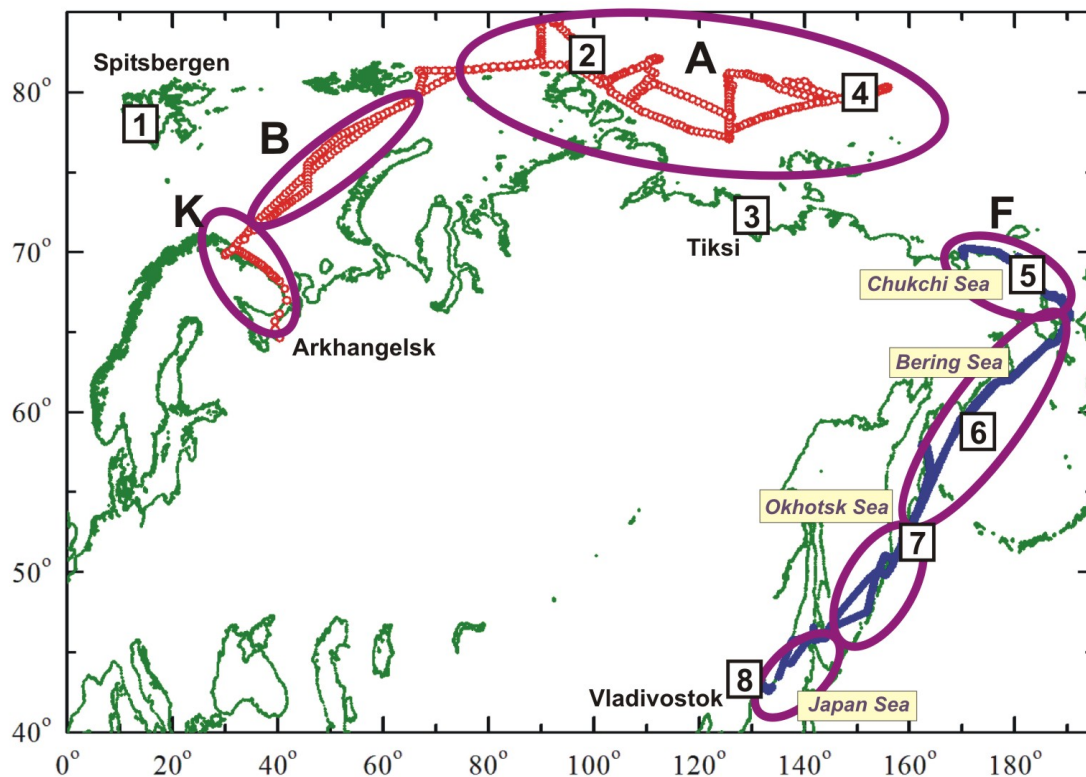 Spitsbergen
1
2
A
4
B
80°
K
3
Tiksi
F
5
Chukchi Sea
70°
Arkhangelsk
Bering Sea
6
60°
Okhotsk Sea
7
50°
8
Vladivostok
Japan Sea
40°
0° 20° 40° 60° 80° 100° 120° 140° 160° 180°